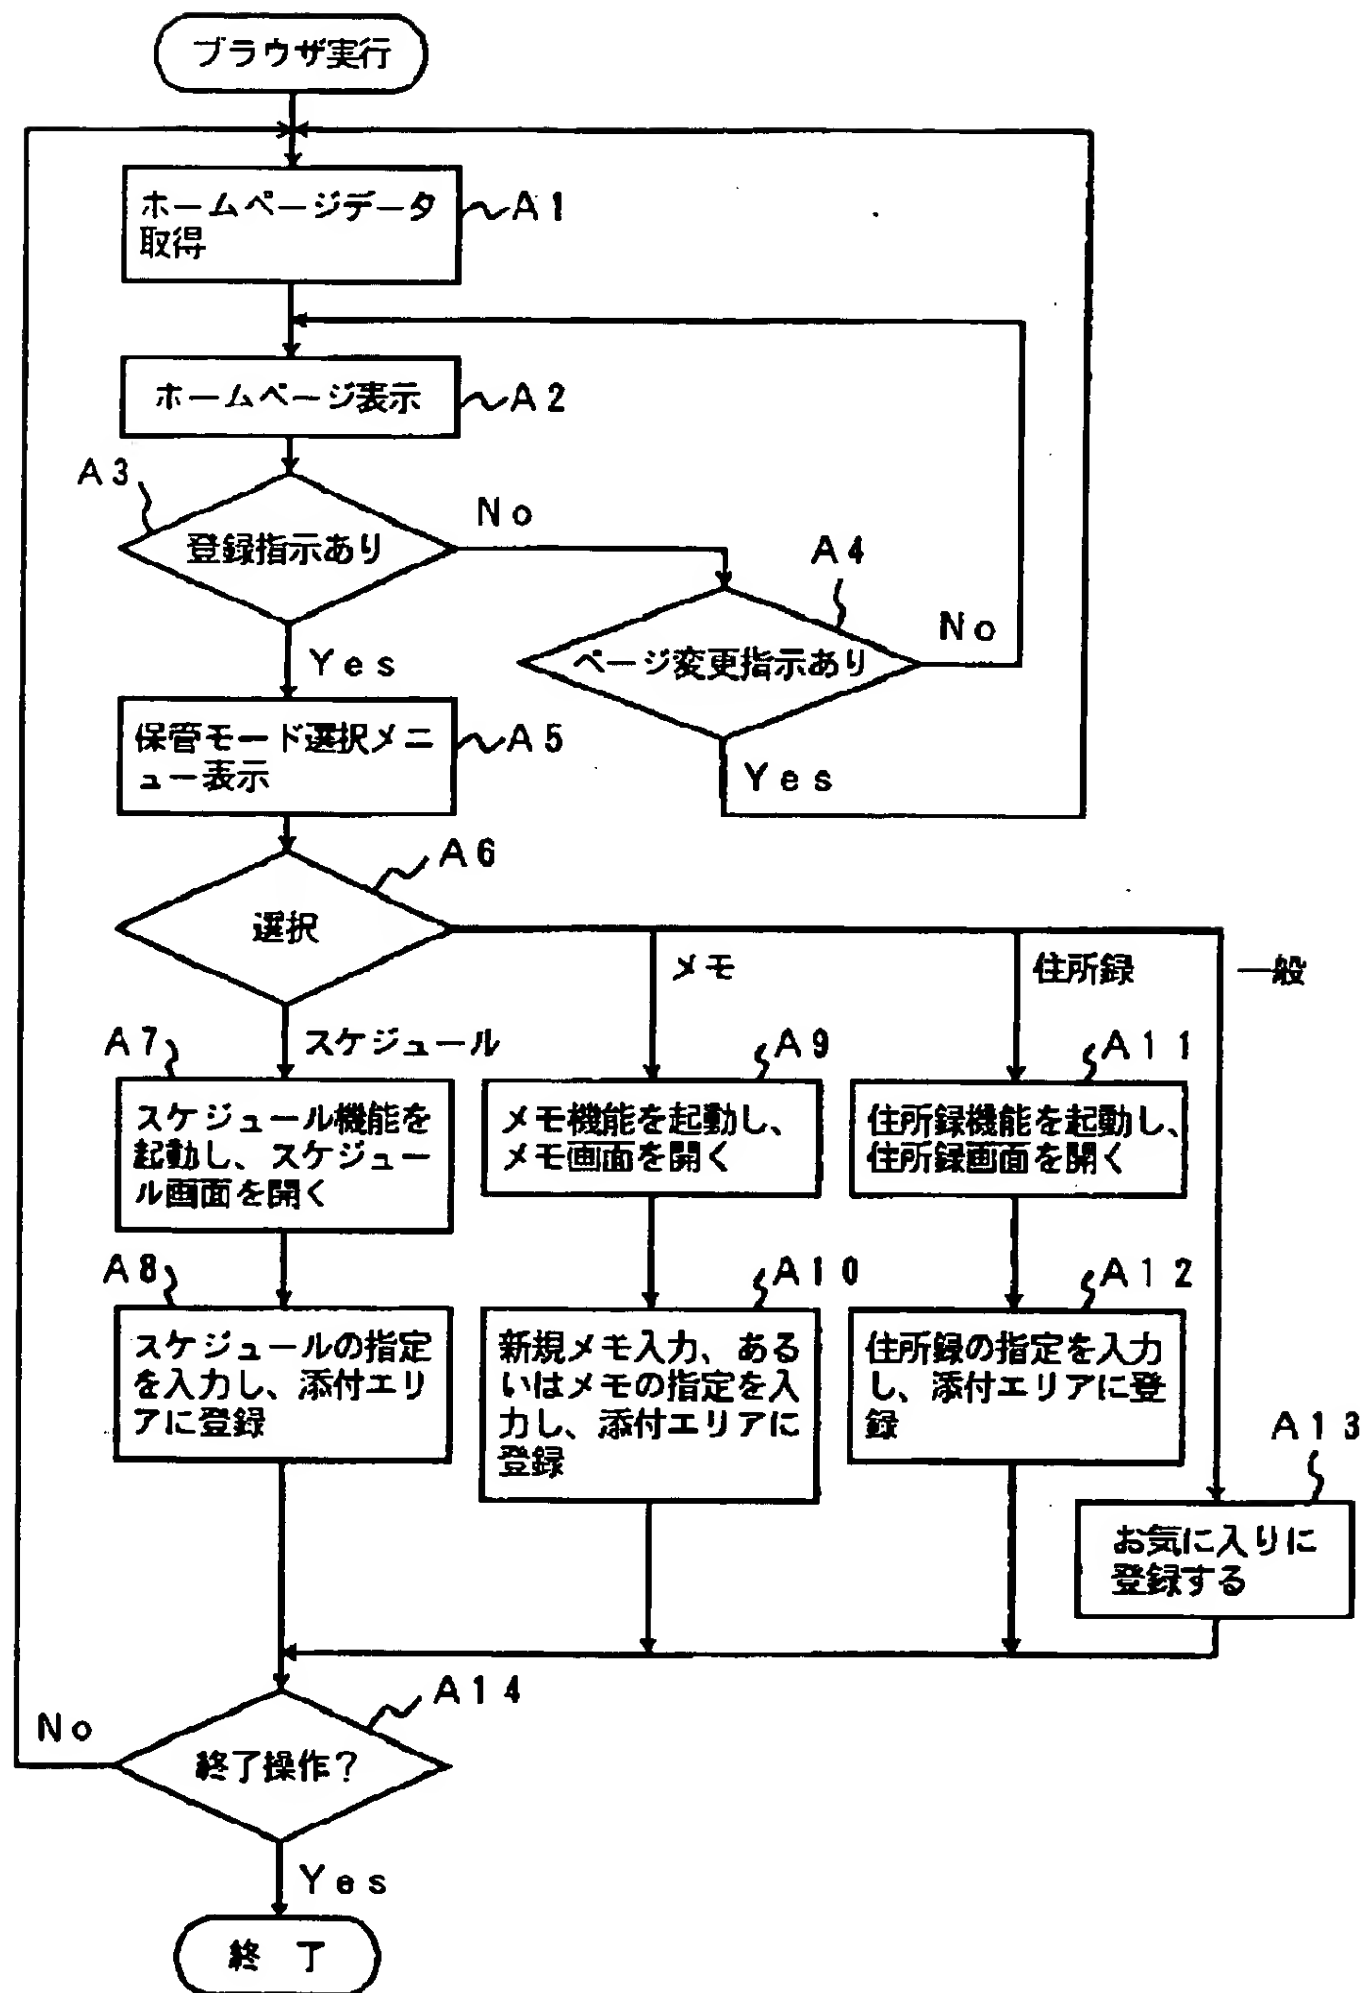 ブラウザ実行
ホームページデータ
取得
A1
ホームページ表示
A2
A3
登録指示あり
No
A4
ページ変更指示あり
No
Yes
Yes
保管モード選択メニ
ュー表示
A5
A6
選択
スケジュール
メモ
住所録
一般
A7
スケジュール機能を
起動し、スケジュー
ル画面を開く
A9
メモ機能を起動し、
メモ画面を開く
A11
住所録機能を起動し、
住所録画面を開く
A8
スケジュールの指定
を入力し、添付エリ
アに登録
A10
新規メモ入力、ある
いはメモの指定を入
力し、添付エリアに
登録
A12
住所録の指定を入力
し、添付エリアに登
録
A13
お気に入りに
登録する
A14
終了操作?
No
Yes
終 了